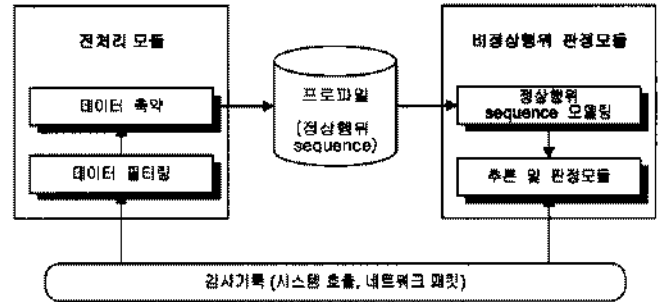 전처리 모듈
데이터 축약
데이터 필터링
프로파일
(정상행위
sequence)
비정상행위 판정모듈
정상행위
sequence 모델링
추론 및 판정모듈
감사기록 (시스템 호출, 네트워크 패킷)